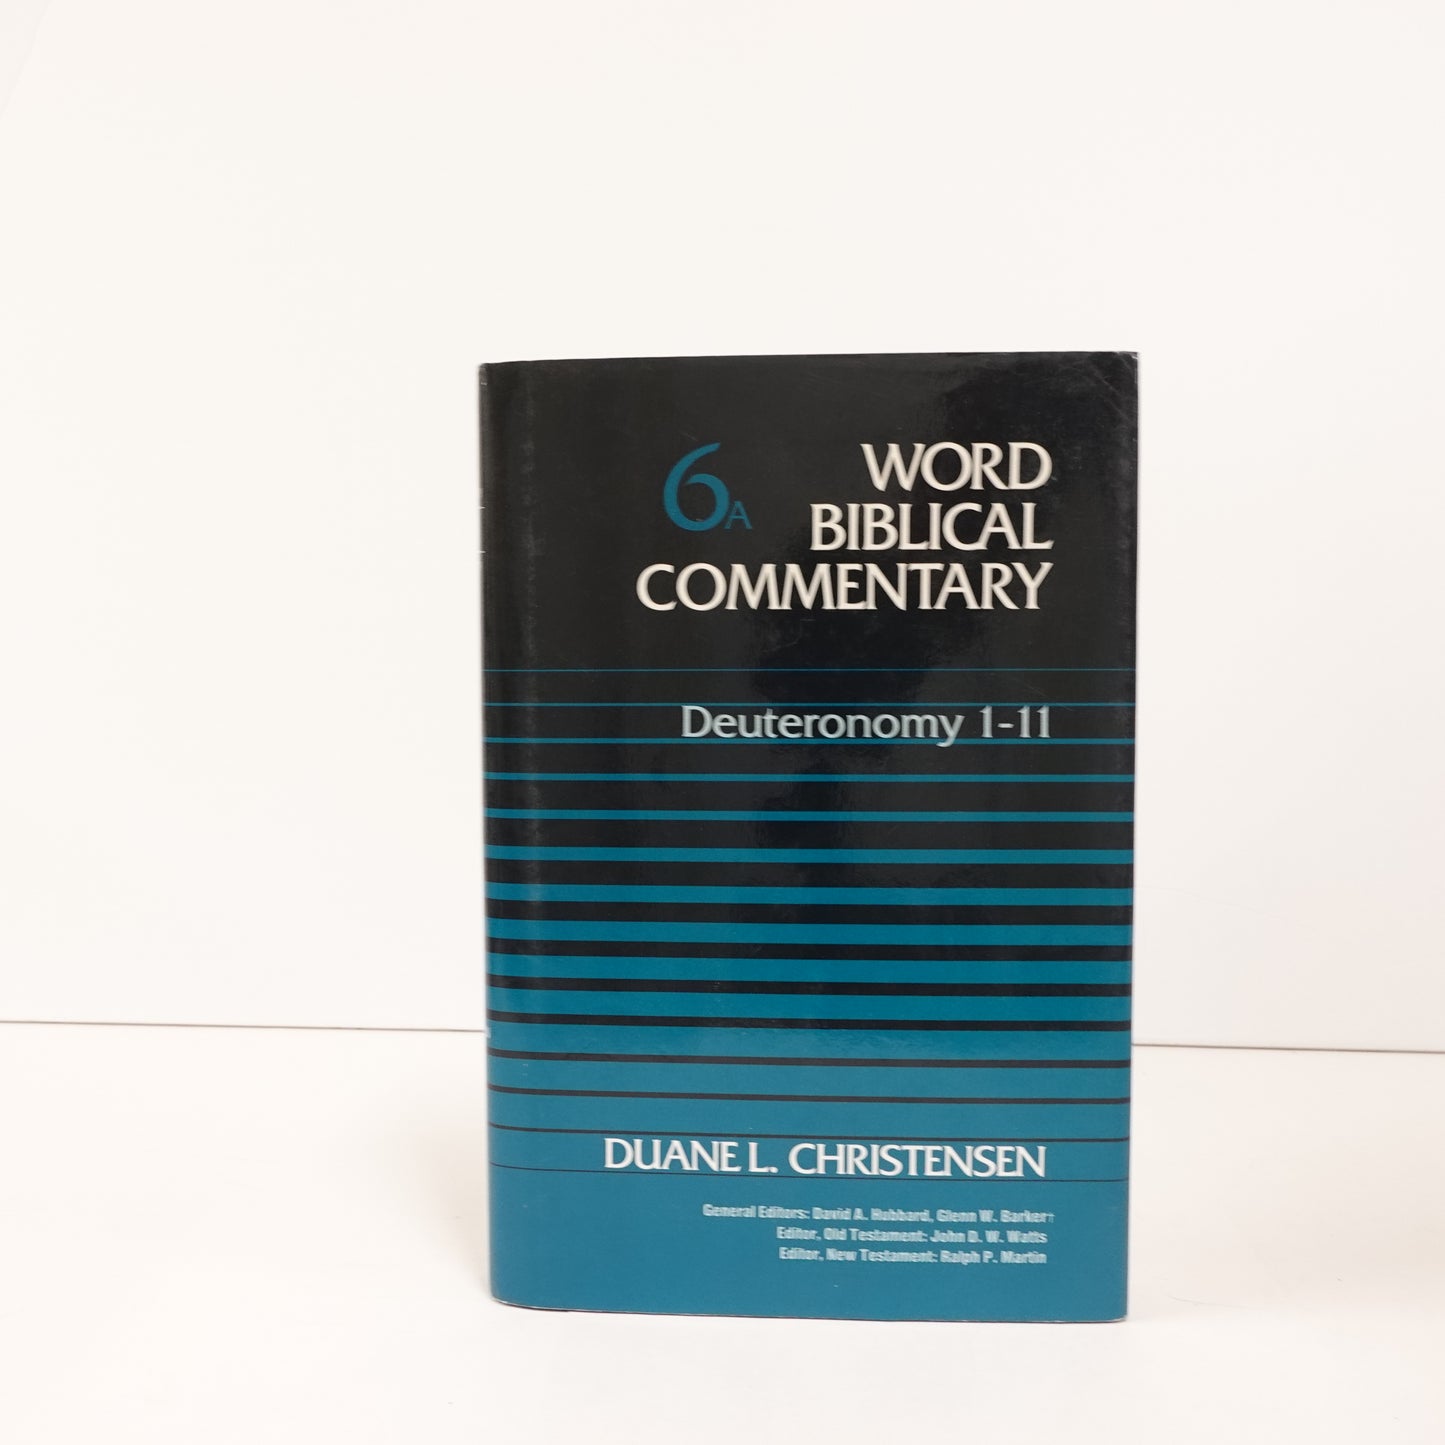 6A
WORD
BIBLICAL
COMMENTARY
Deuteronomy 1-11
DUANE L. CHRISTENSEN
General Editors: David A. Hubbard, Glenn W. Barker†
Editor, Old Testament: John D. W. Watts
Editor, New Testament: Ralph P. Martin